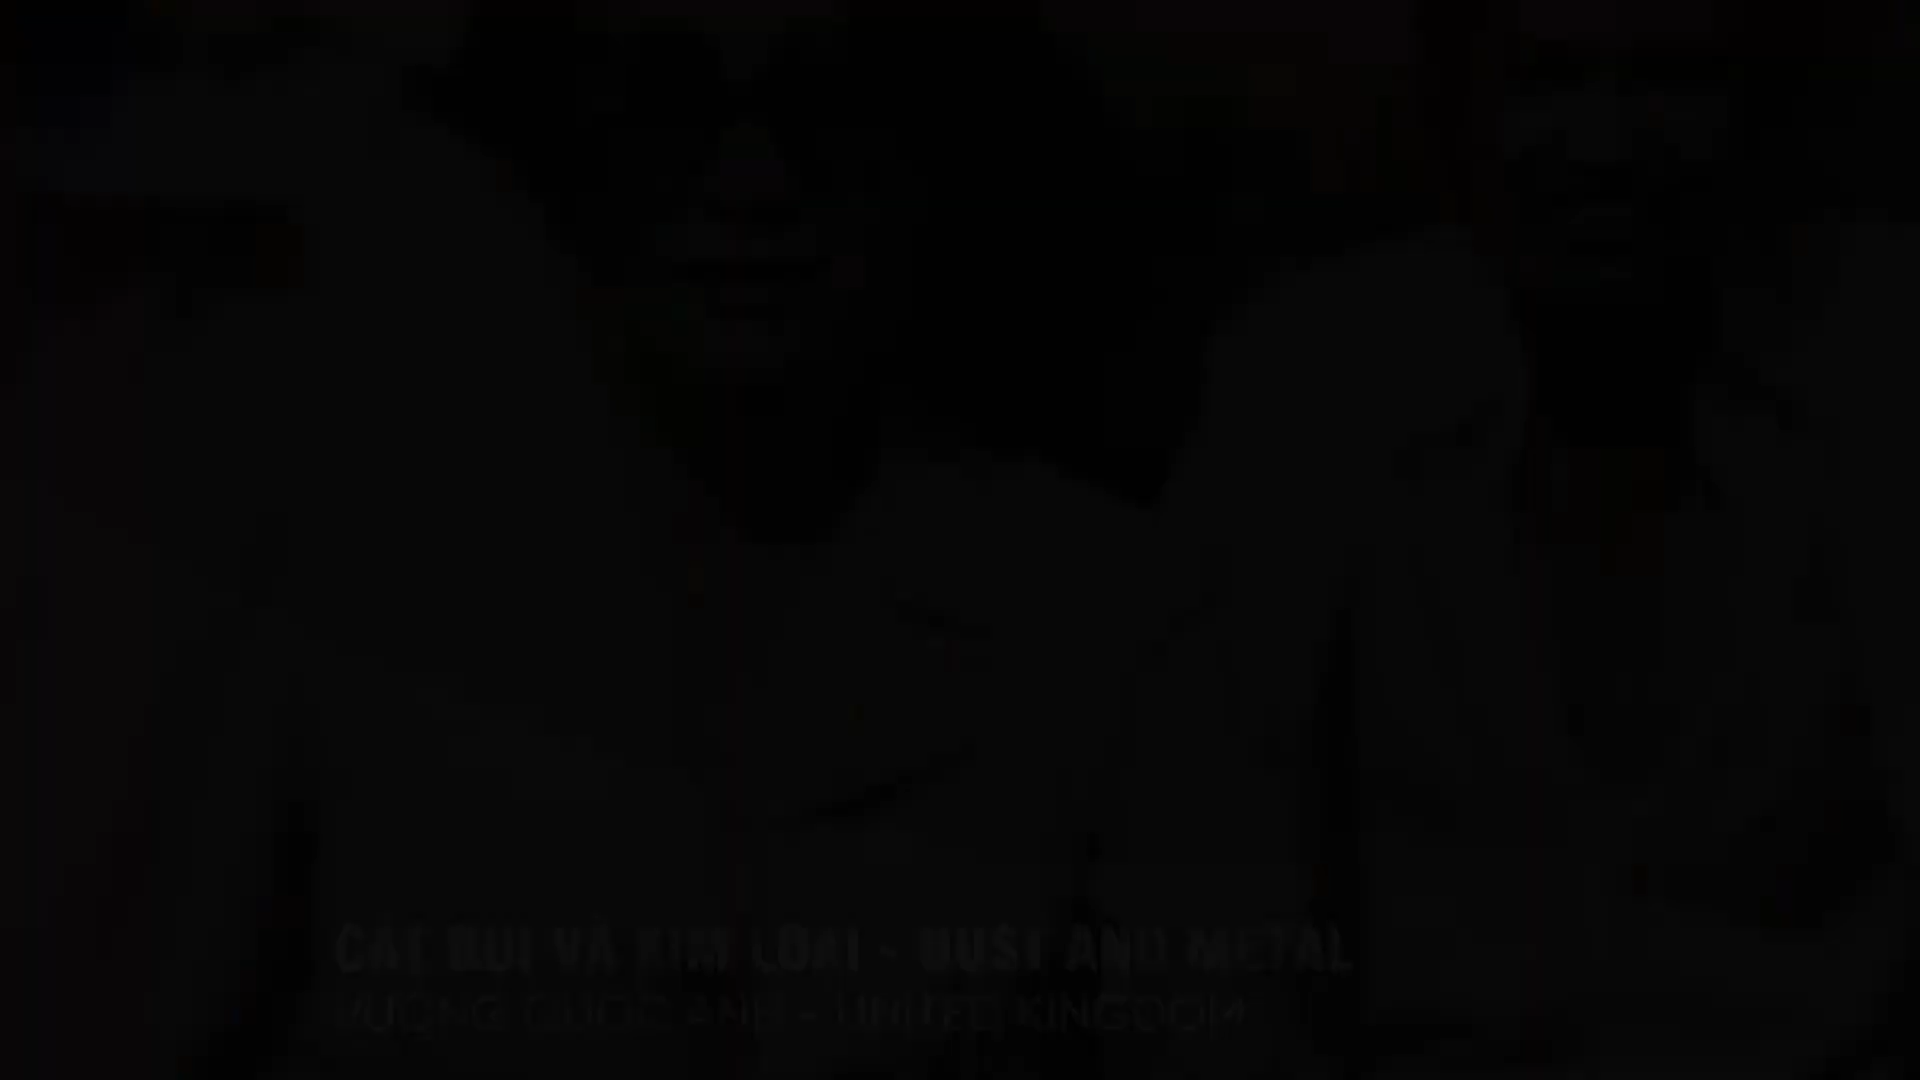 CÁT BỤI VÀ KIM LOẠI - DUST AND METAL
VƯƠNG QUỐC ANH - UNITED KINGDOM